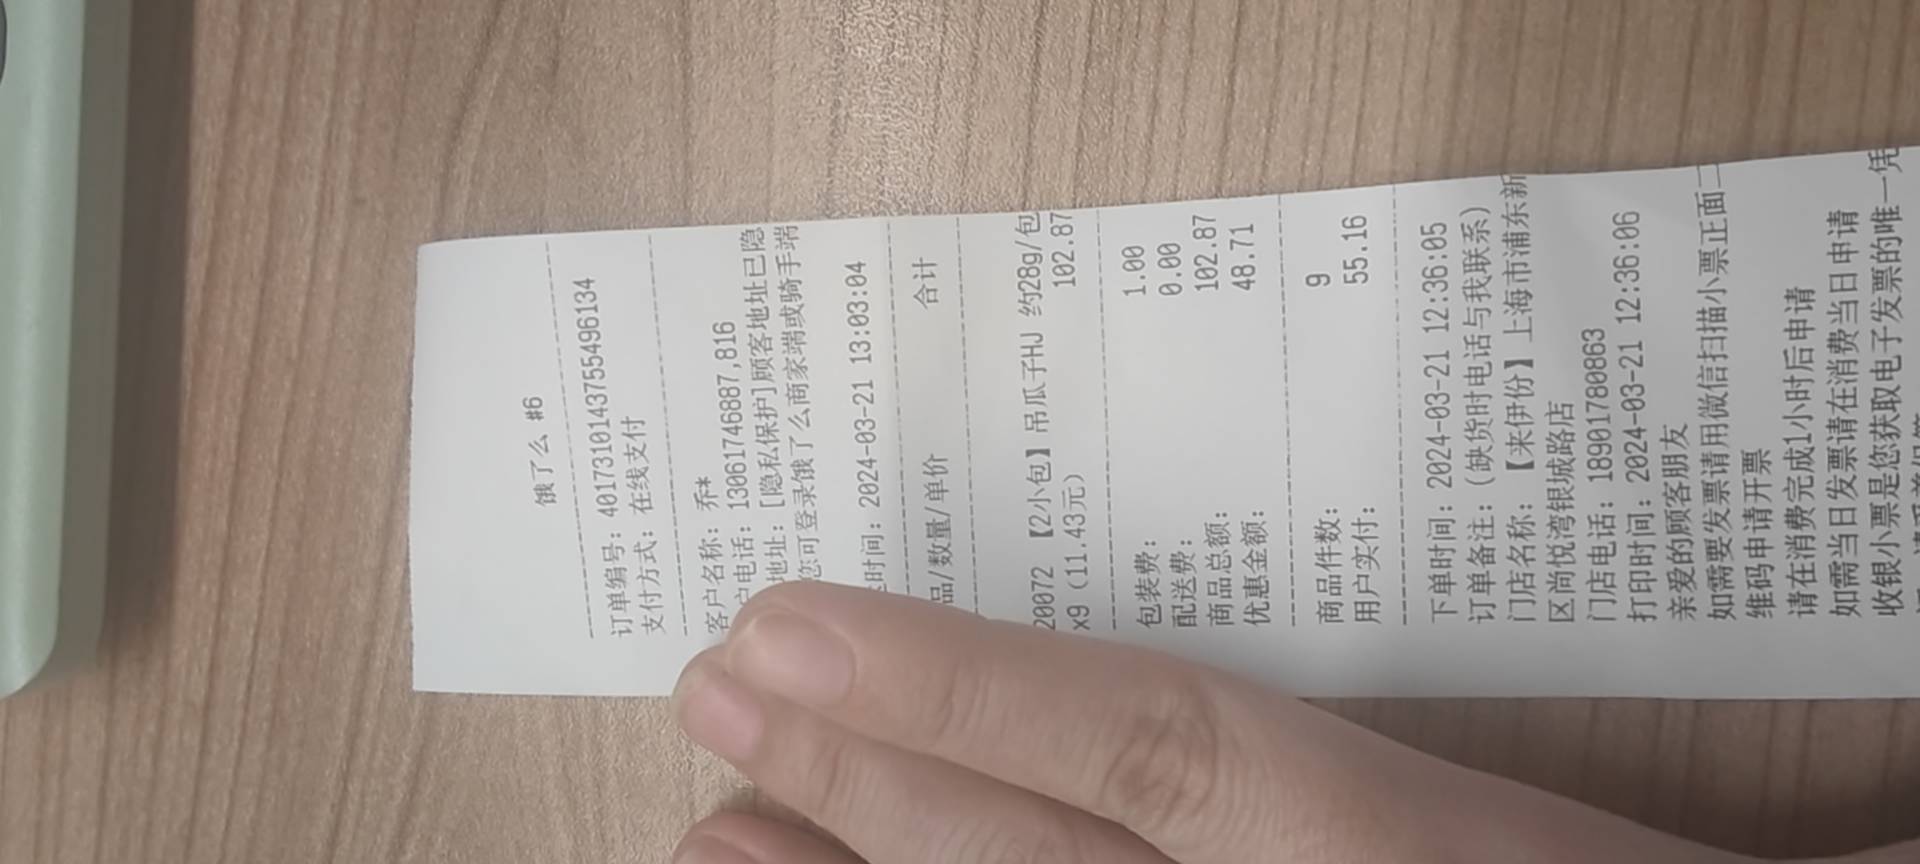 饿了么 #6
订单编号: 4017310143755496134
支付方式: 在线支付
客户名称: 乔*
户电话: 13061746887,816
地址: [隐私保护]顾客地址已隐
您可登录饿了么商家端或骑手端
时间: 2024-03-21 13:03:04
品/数量/单价 合计
20072 【2小包】吊瓜子HJ 约28g/包
x9 (11.43元) 102.87
包装费: 1.00
配送费: 0.00
商品总额: 102.87
优惠金额: 48.71
商品件数: 9
用户实付: 55.16
下单时间: 2024-03-21 12:36:05
订单备注: (缺货时电话与我联系)
门店名称: 【来伊份】上海市浦东新
区尚悦湾银城路店
门店电话: 18901780863
打印时间: 2024-03-21 12:36:06
亲爱的顾客朋友
如需要发票请用微信扫描小票正面二
维码申请开票
请在消费完成1小时后申请
如需当日发票请在消费当日申请
收银小票是您获取电子发票的唯一凭